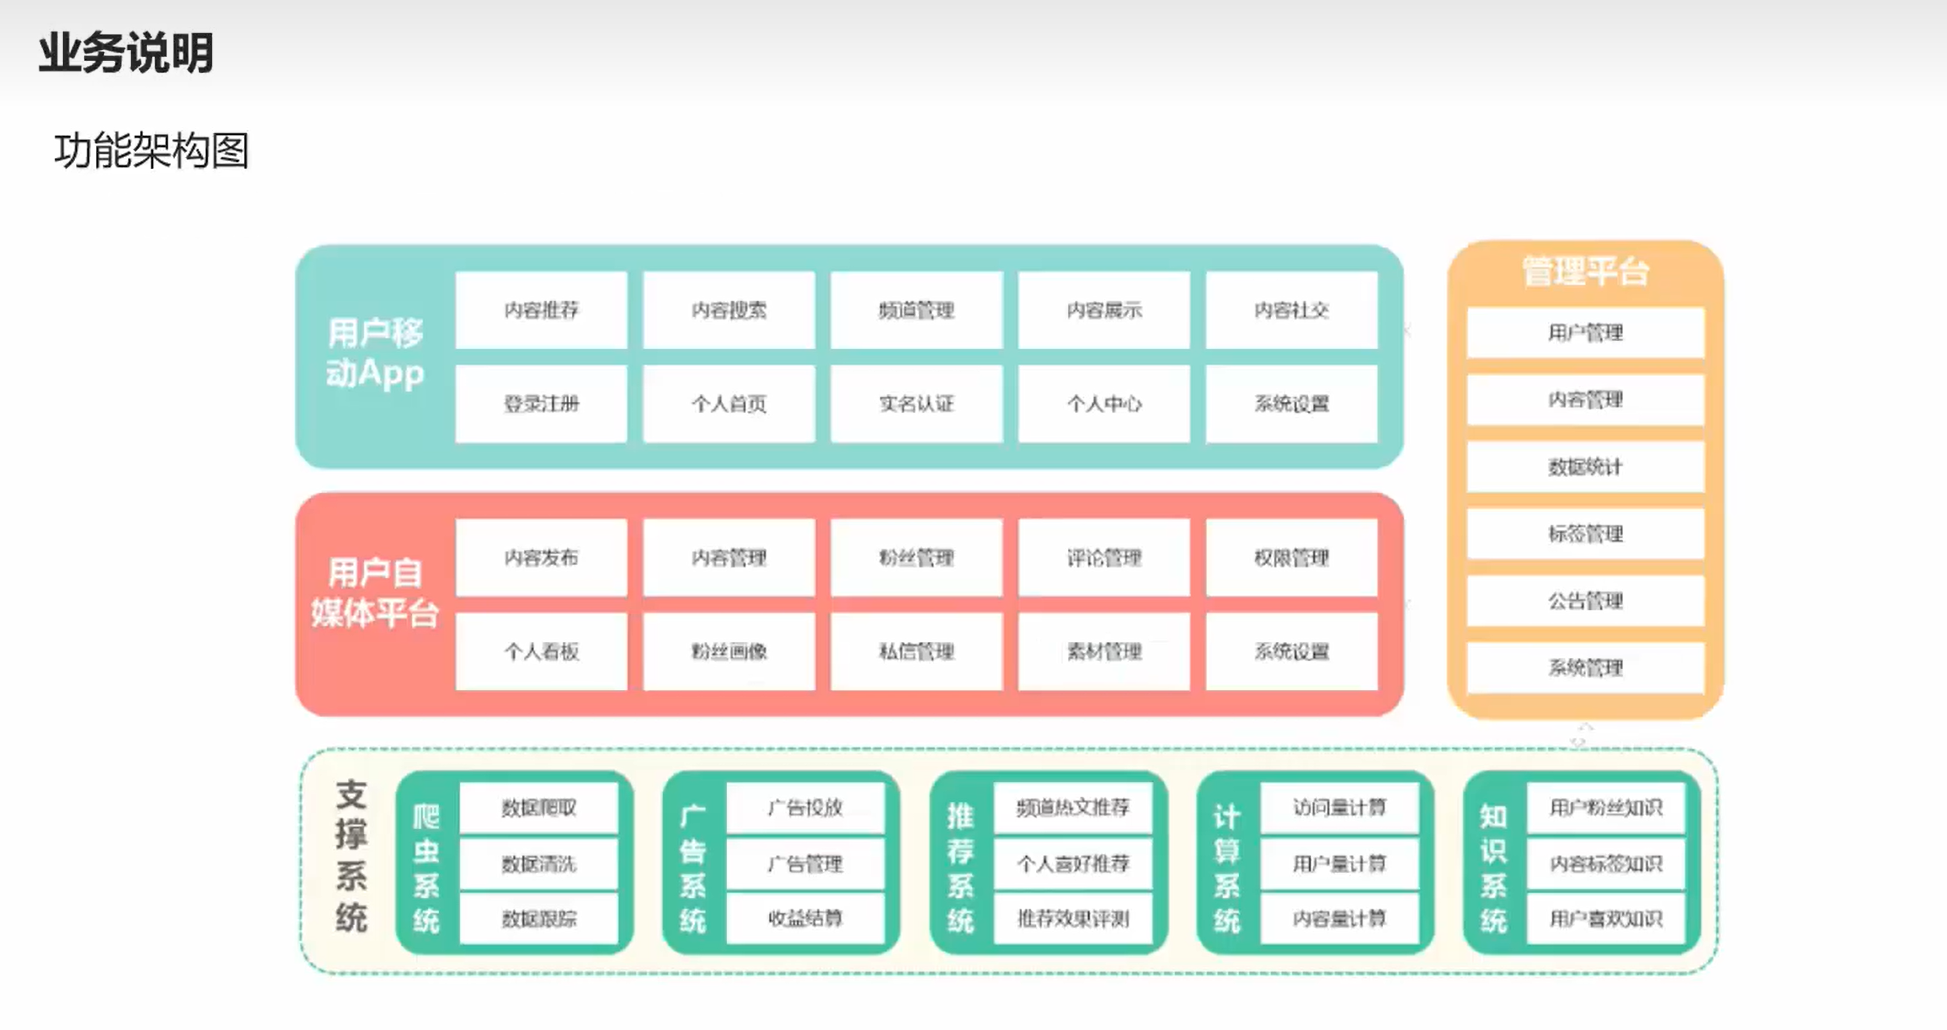 业务说明
功能架构图
用户移
动App
内容推荐
内容搜索
频道管理
内容展示
内容社交
登录注册
个人首页
实名认证
个人中心
系统设置
用户自
媒体平台
内容发布
内容管理
粉丝管理
评论管理
权限管理
个人看板
粉丝画像
私信管理
素材管理
系统设置
管理平台
用户管理
内容管理
数据统计
标签管理
公告管理
系统管理
支撑系统
爬虫系统
数据爬取
数据清洗
数据跟踪
广告系统
广告投放
广告管理
收益结算
推荐系统
频道热文推荐
个人喜好推荐
推荐效果评测
计算系统
访问量计算
用户量计算
内容量计算
知识系统
用户粉丝知识
内容标签知识
用户喜欢知识